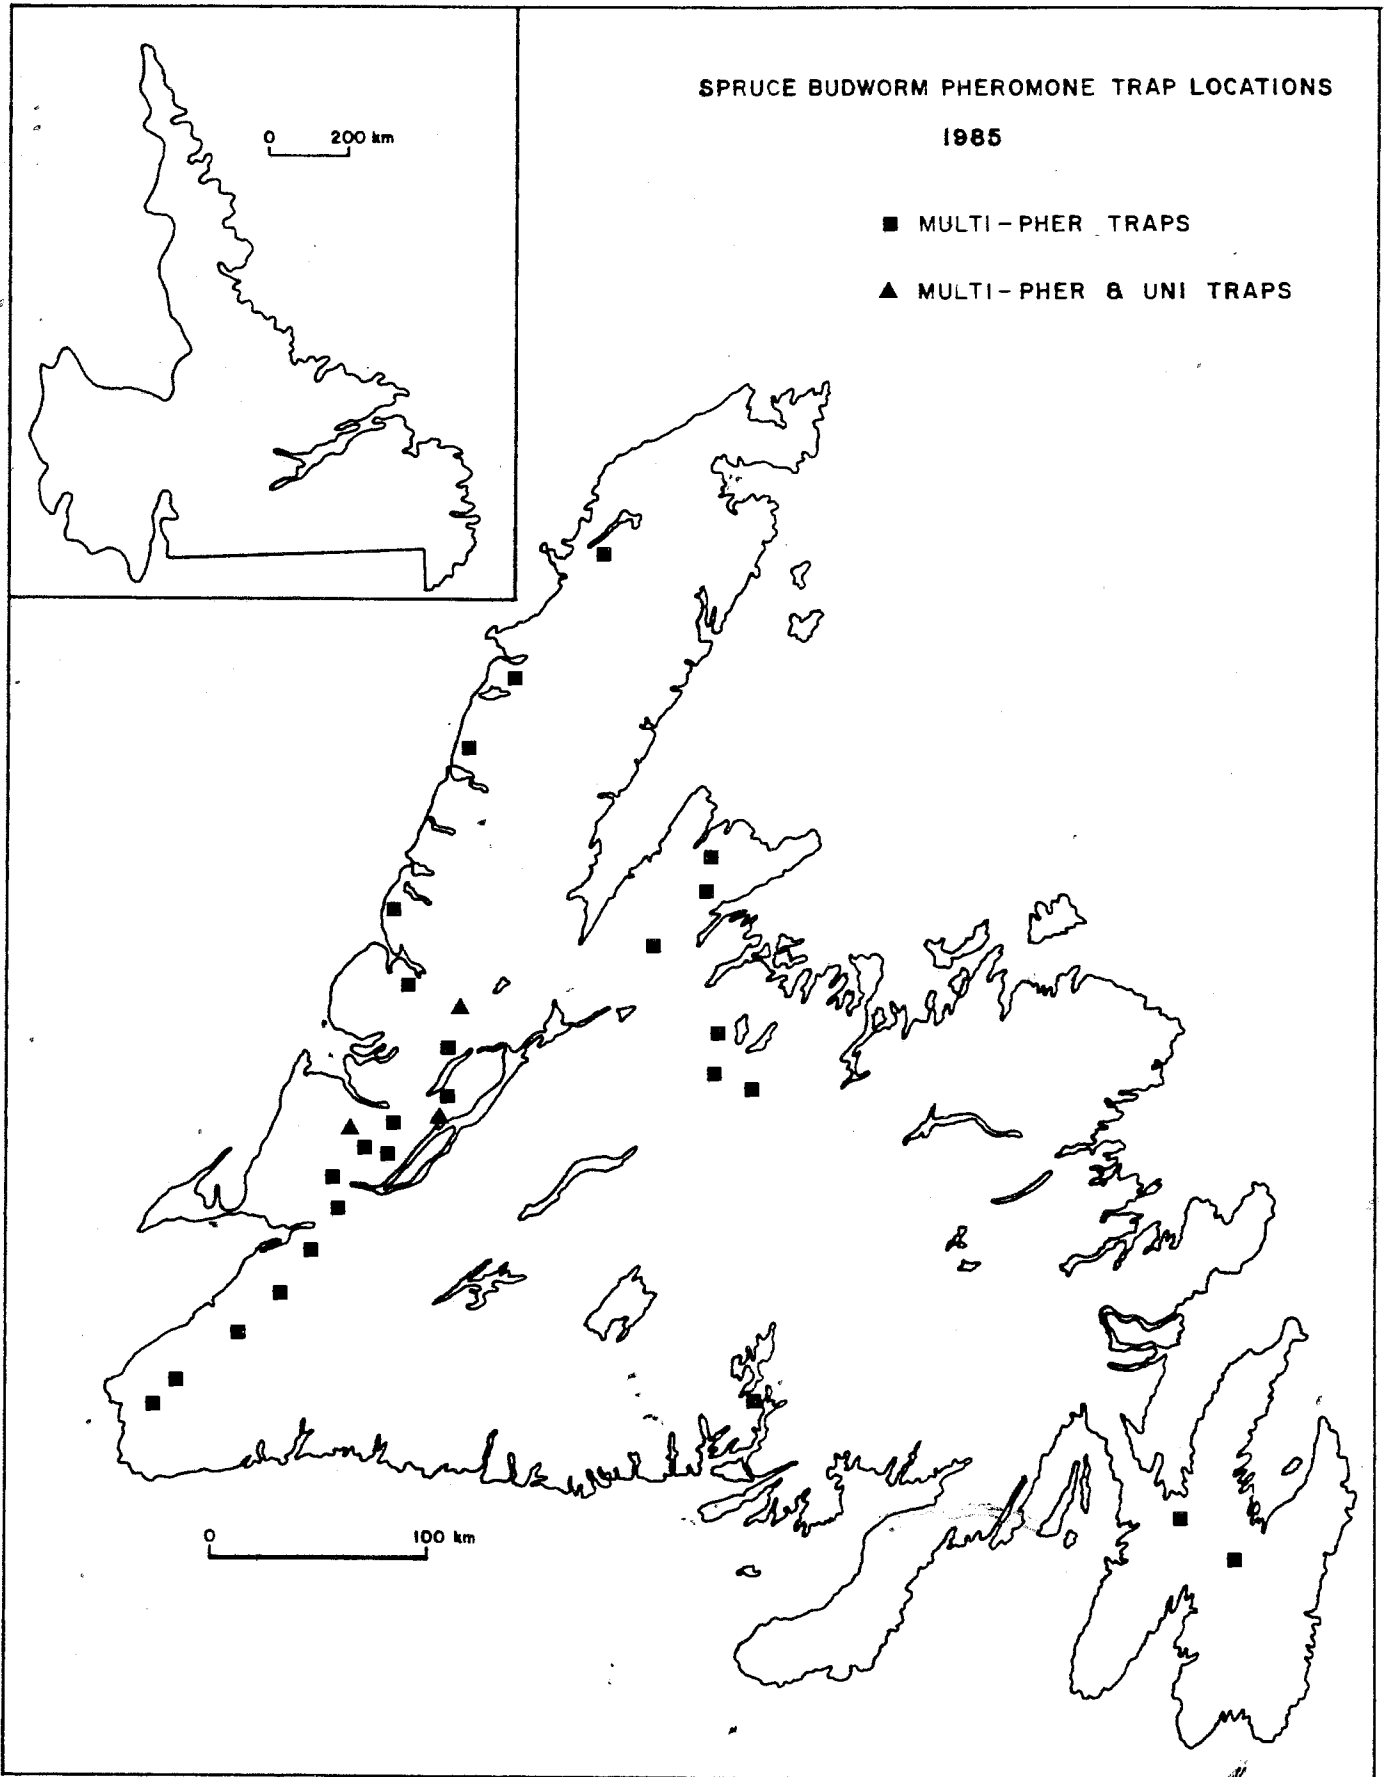 0 200 km
SPRUCE BUDWORM PHEROMONE TRAP LOCATIONS
1985
MULTI-PHER TRAPS
MULTI-PHER & UNI TRAPS
0 100 km